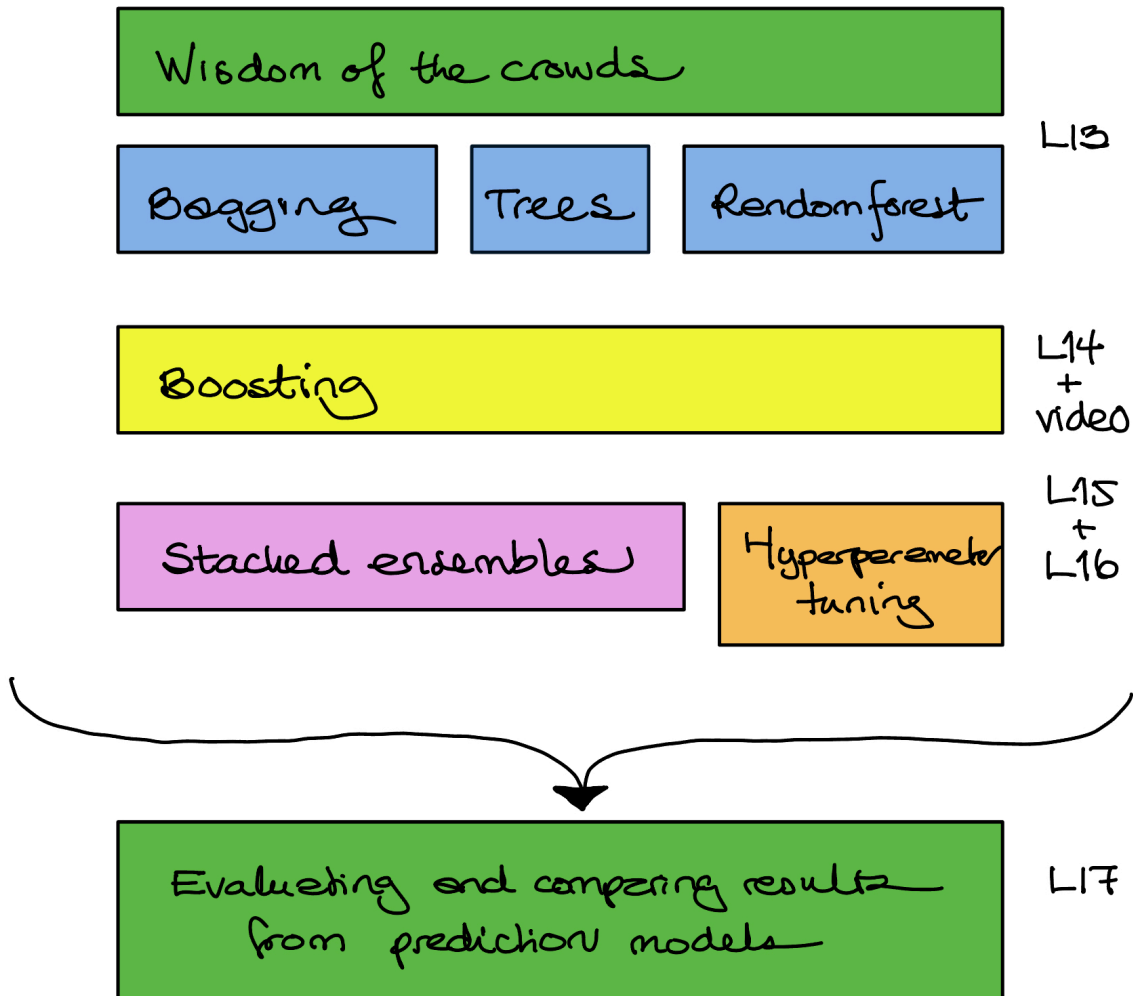 Wisdom of the crowds
L13
Bagging
Trees
Randomforest
Boosting
L14
+
video
Stacked ensembles
Hyperparameter
tuning
L15
+
L16
Evaluating and comparing results
from prediction models
L17